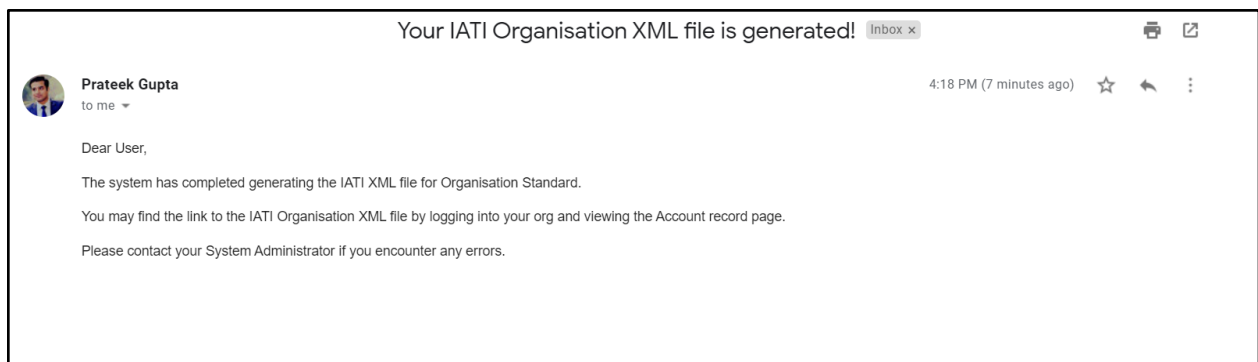 Your IATI Organisation XML file is generated! Inbox ×
Prateek Gupta
4:18 PM (7 minutes ago)
to me
Dear User,
The system has completed generating the IATI XML file for Organisation Standard.
You may find the link to the IATI Organisation XML file by logging into your org and viewing the Account record page.
Please contact your System Administrator if you encounter any errors.